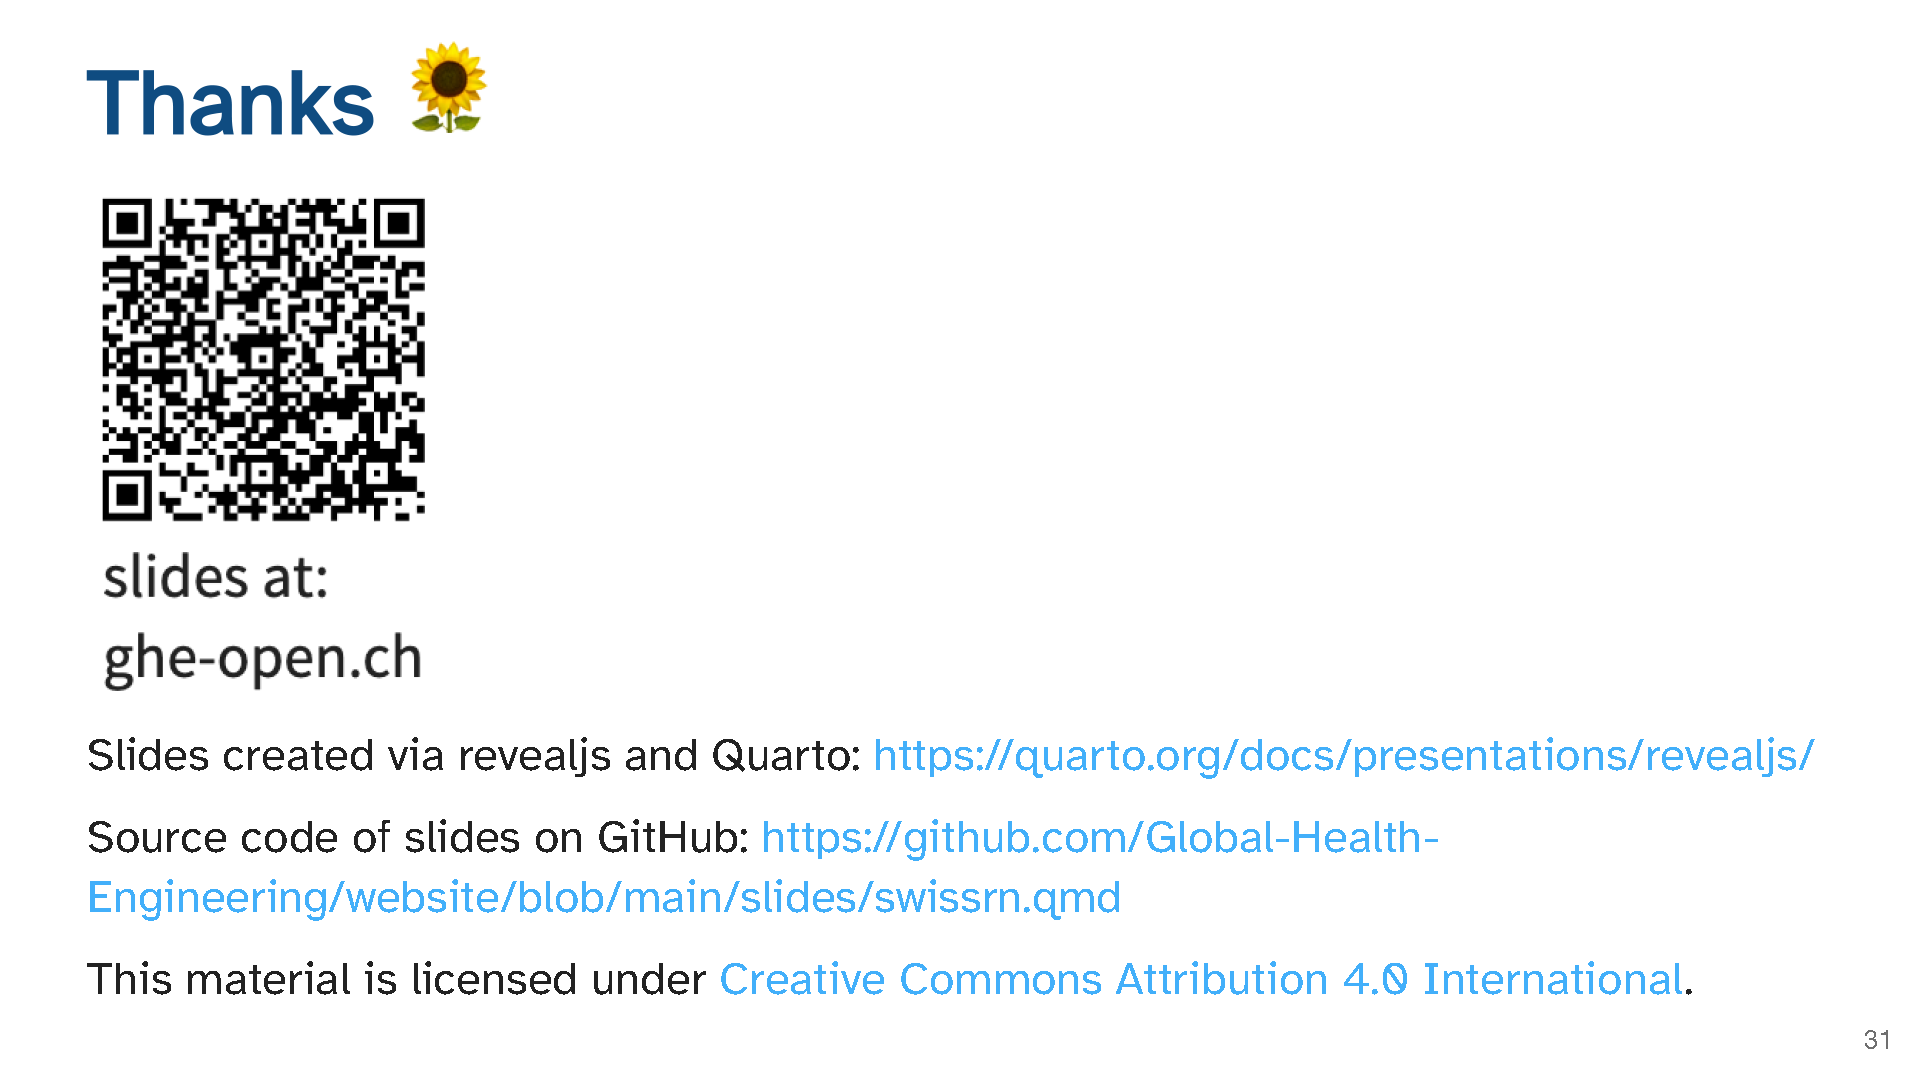 Thanks 🌻
slides at:
ghe-open.ch
Slides created via revealjs and Quarto: https://quarto.org/docs/presentations/revealjs/
Source code of slides on GitHub: https://github.com/Global-Health-
Engineering/website/blob/main/slides/swissrn.qmd
This material is licensed under Creative Commons Attribution 4.0 International.
31